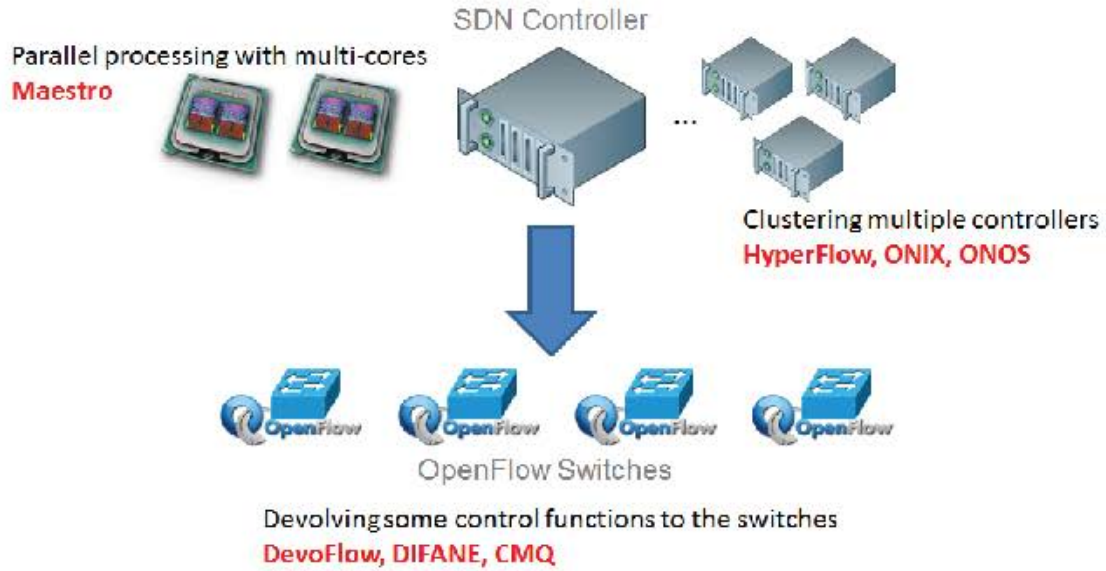 SDN Controller
Parallel processing with multi-cores
Maestro
...
Clustering multiple controllers
HyperFlow, ONIX, ONOS
OpenFlow
OpenFlow
OpenFlow
OpenFlow
OpenFlow Switches
Devolving some control functions to the switches
DevoFlow, DIFANE, CMQ